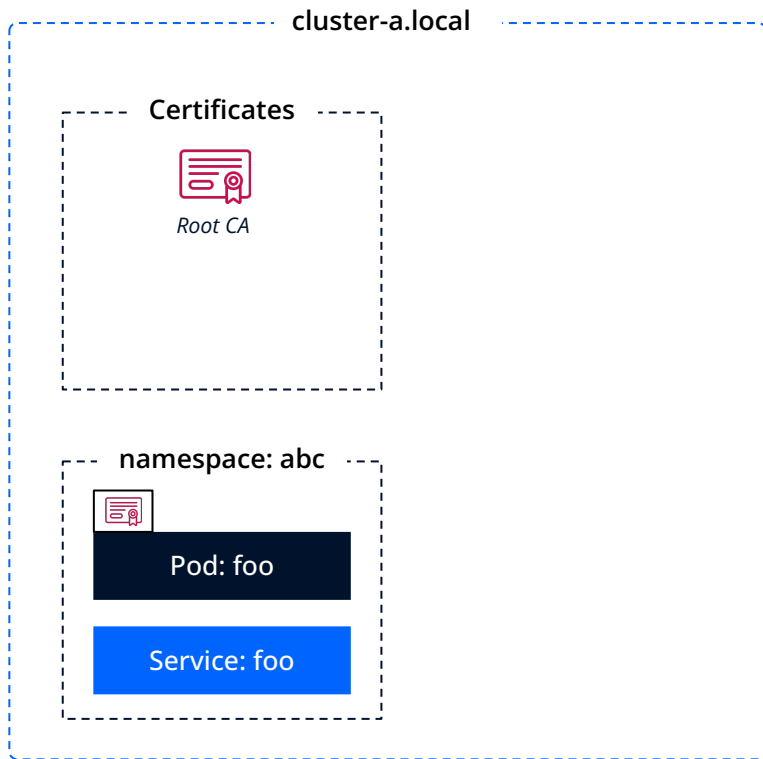 cluster-a.local
Certificates
Root CA
namespace: abc
Pod: foo
Service: foo